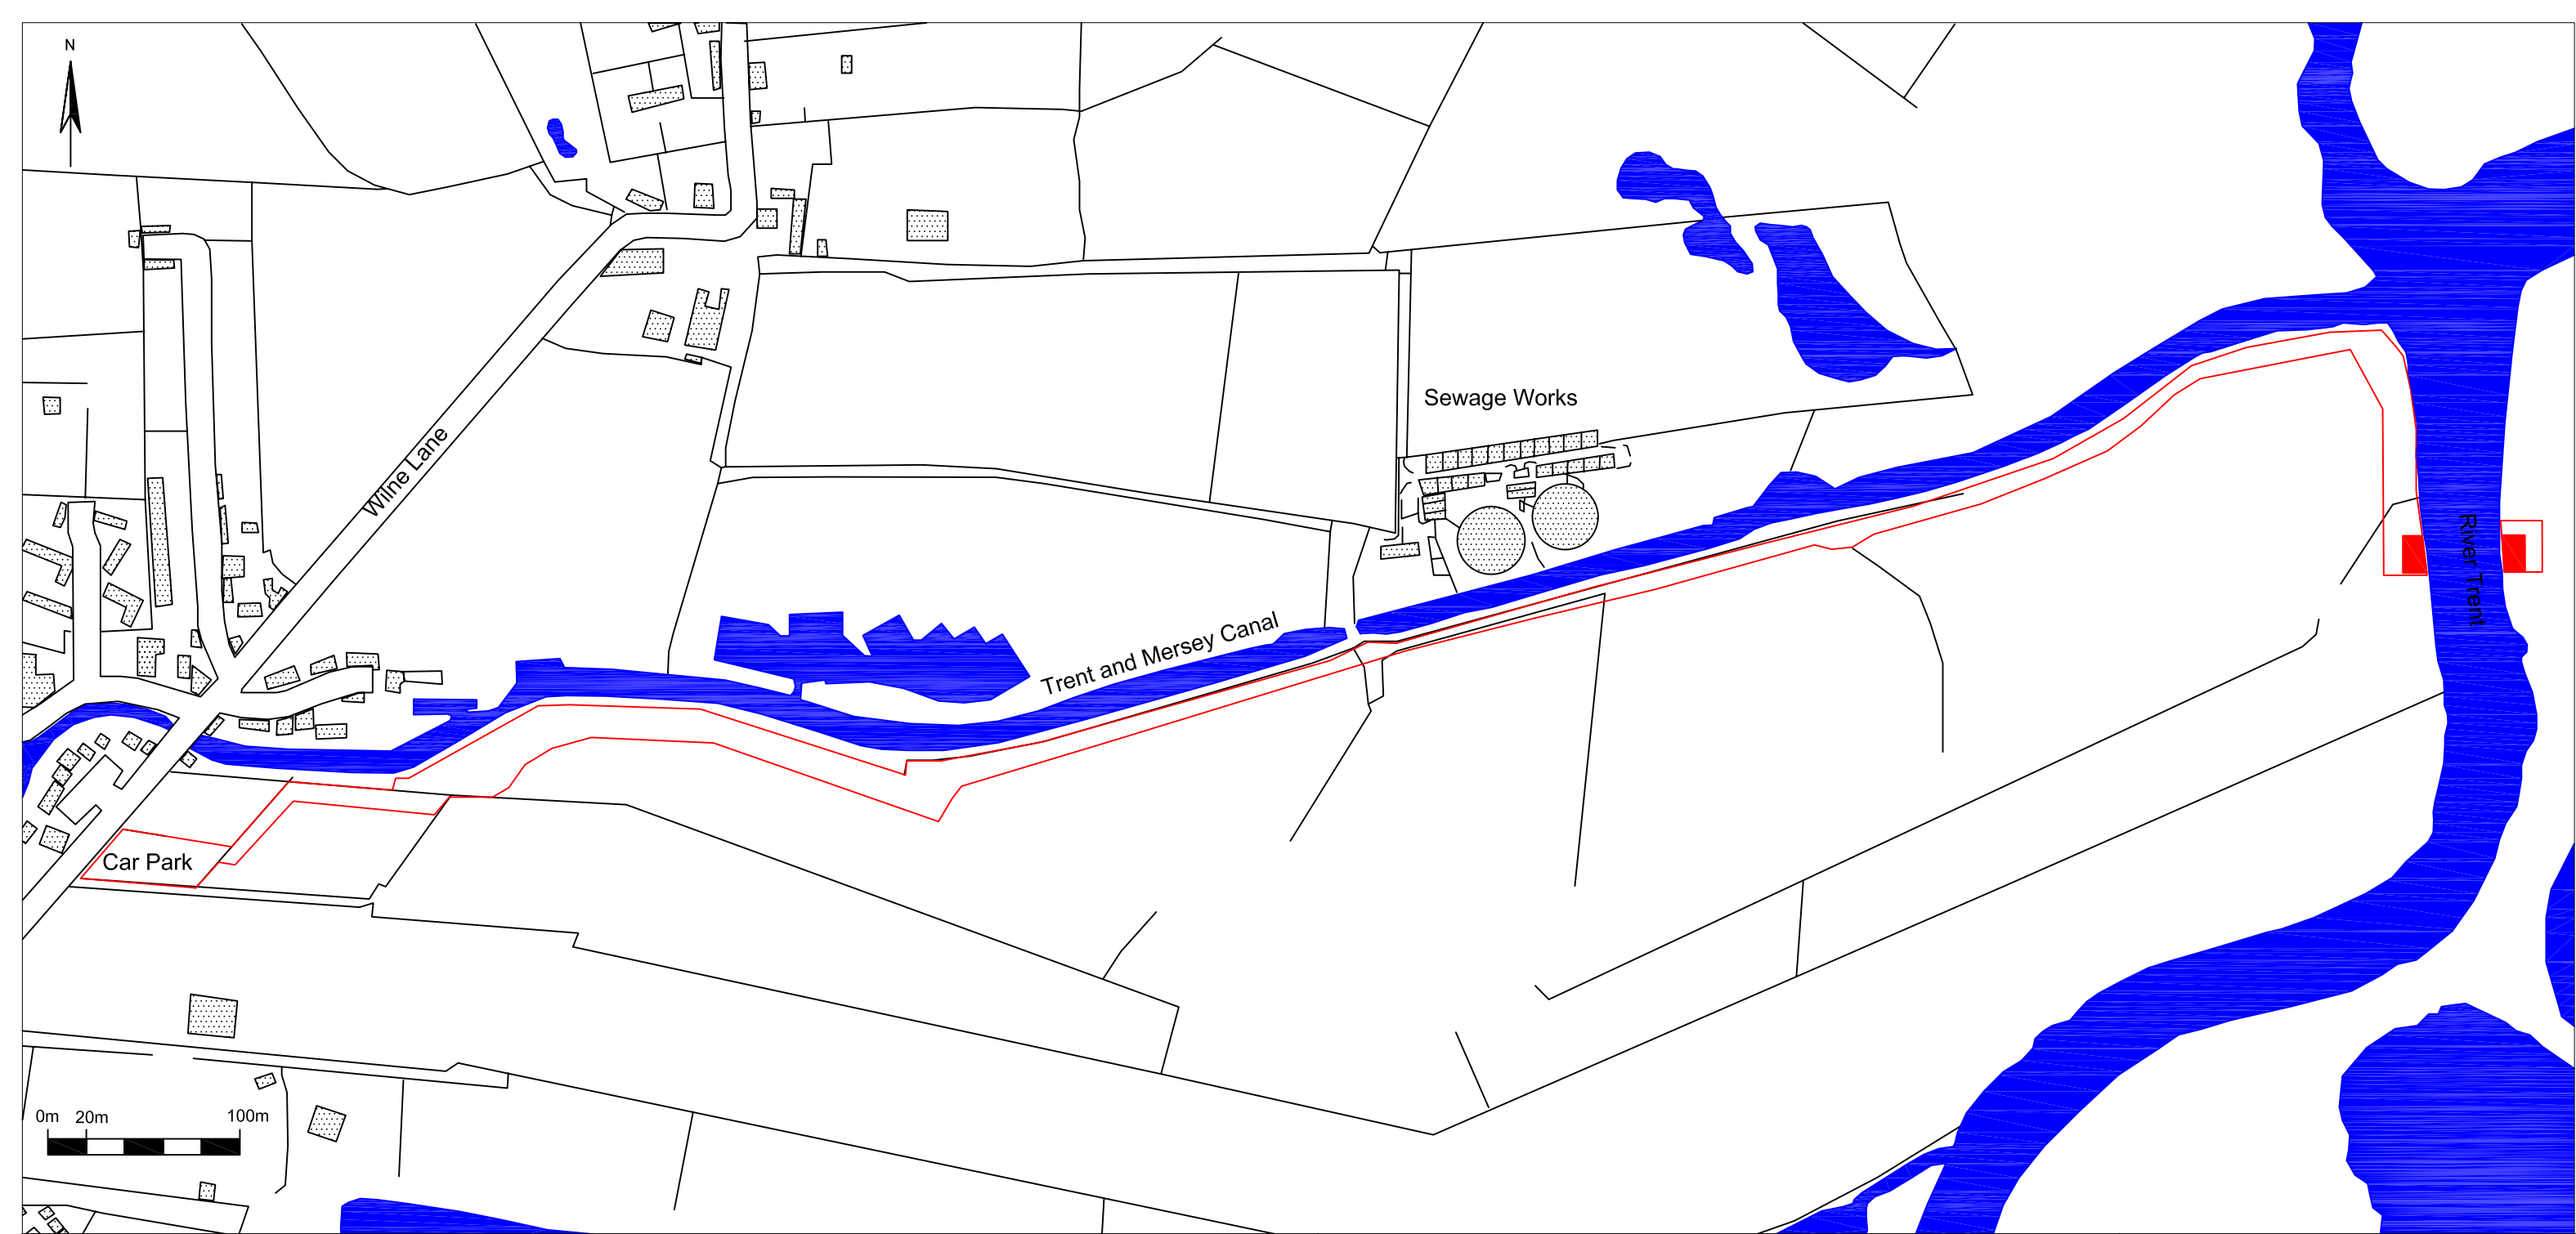 N
Wilne Lane
Sewage Works
River Trent
Trent and Mersey Canal
Car Park
0m 20m 100m